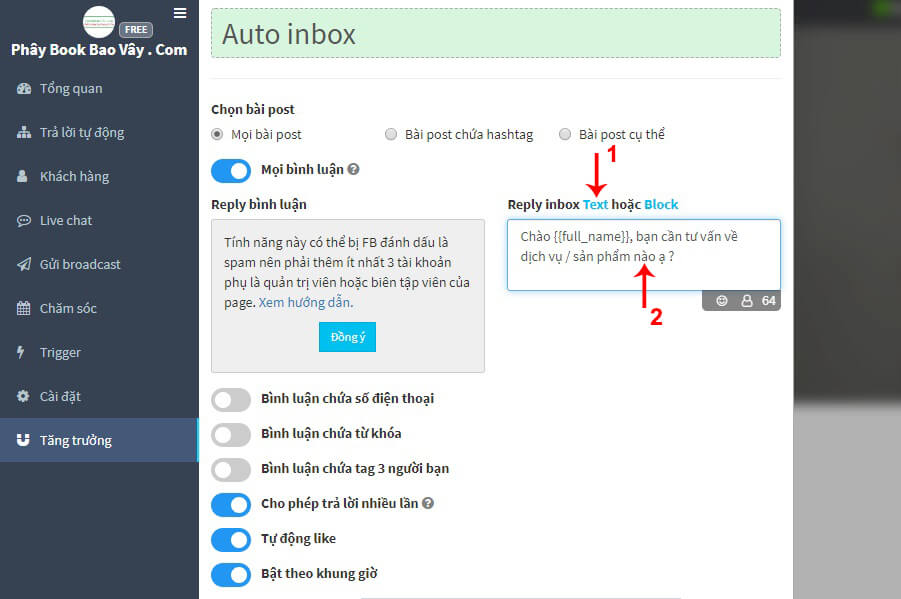 FREE
Phây Book Bao Vây . Com
Tổng quan
Trả lời tự động
Khách hàng
Live chat
Gửi broadcast
Chăm sóc
Trigger
Cài đặt
Tăng trưởng
Auto inbox
Chọn bài post
Mọi bài post
Bài post chứa hashtag
Bài post cụ thể
1
Mọi bình luận
Reply bình luận
Tính năng này có thể bị FB đánh dấu là
spam nên phải thêm ít nhất 3 tài khoản
phụ là quản trị viên hoặc biên tập viên của
page. Xem hướng dẫn.
Đồng ý
Reply inbox Text hoặc Block
Chào {{full_name}}, bạn cần tư vấn về
dịch vụ / sản phẩm nào ạ ?
64
2
Bình luận chứa số điện thoại
Bình luận chứa từ khóa
Bình luận chứa tag 3 người bạn
Cho phép trả lời nhiều lần
Tự động like
Bật theo khung giờ